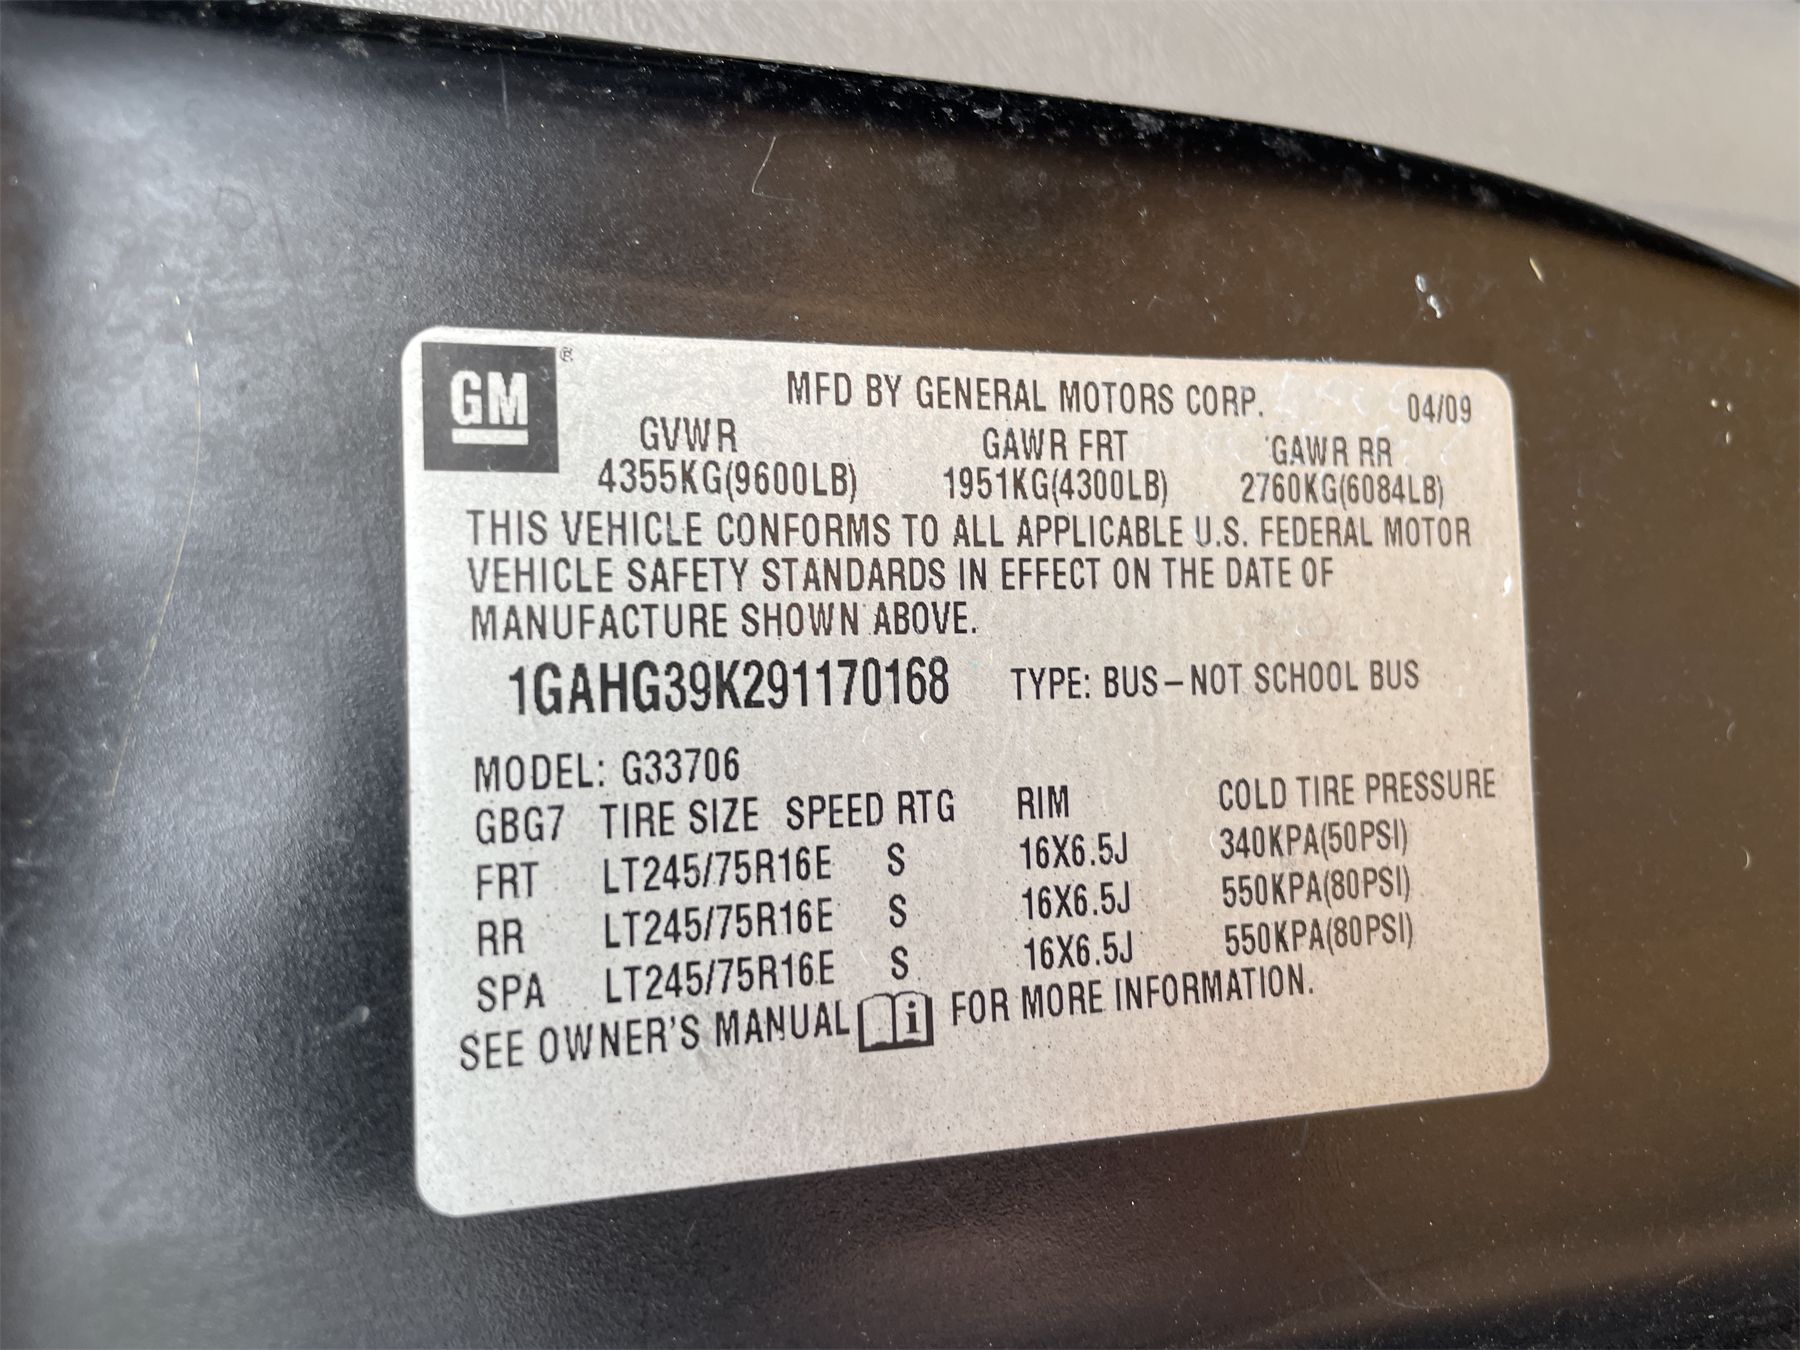 GM®
MFD BY GENERAL MOTORS CORP. 04/09
GVWR GAWR FRT GAWR RR
4355KG(9600LB) 1951KG(4300LB) 2760KG(6084LB)
THIS VEHICLE CONFORMS TO ALL APPLICABLE U.S. FEDERAL MOTOR
VEHICLE SAFETY STANDARDS IN EFFECT ON THE DATE OF
MANUFACTURE SHOWN ABOVE.
1GAHG39K291170168 TYPE: BUS–NOT SCHOOL BUS
MODEL: G33706
GBG7 TIRE SIZE SPEED RTG RIM COLD TIRE PRESSURE
FRT LT245/75R16E S 16X6.5J 340KPA(50PSI)
RR LT245/75R16E S 16X6.5J 550KPA(80PSI)
SPA LT245/75R16E S 16X6.5J 550KPA(80PSI)
SEE OWNER'S MANUAL i FOR MORE INFORMATION.